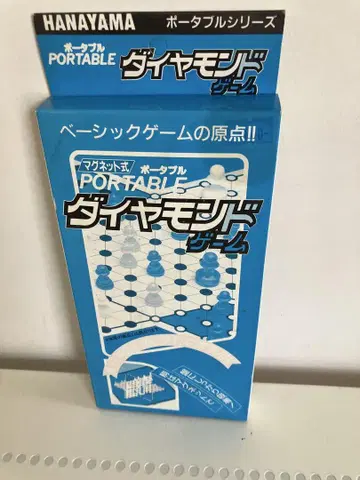 HANAYAMA ポータブルシリーズ
ポータブル
PORTABLE ダイヤモンド
ゲーム
ベーシックゲームの原点!!
マグネット式 ポータブル
PORTABLE
ダイヤモンド
ゲーム